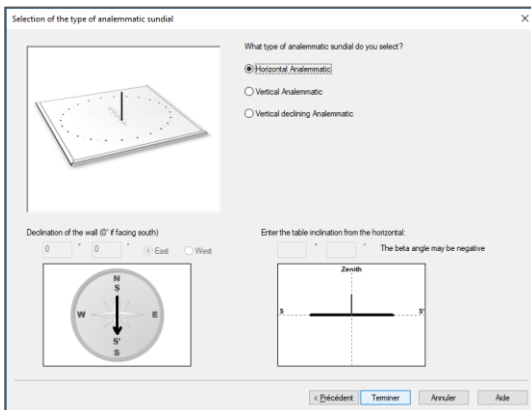 Selection of the type of analemmatic sundial
What type of analemmatic sundial do you select?
Horizontal Analemmatic
Vertical Analemmatic
Vertical declining Analemmatic
Declination of the wall (0° if facing south)
0 ° 0 ' East West
Enter the table inclination from the horizontal:
° ' The beta angle may be negative
N
S
W E
S'
S
Zenith
S S'
< Précédent Terminer Annuler Aide